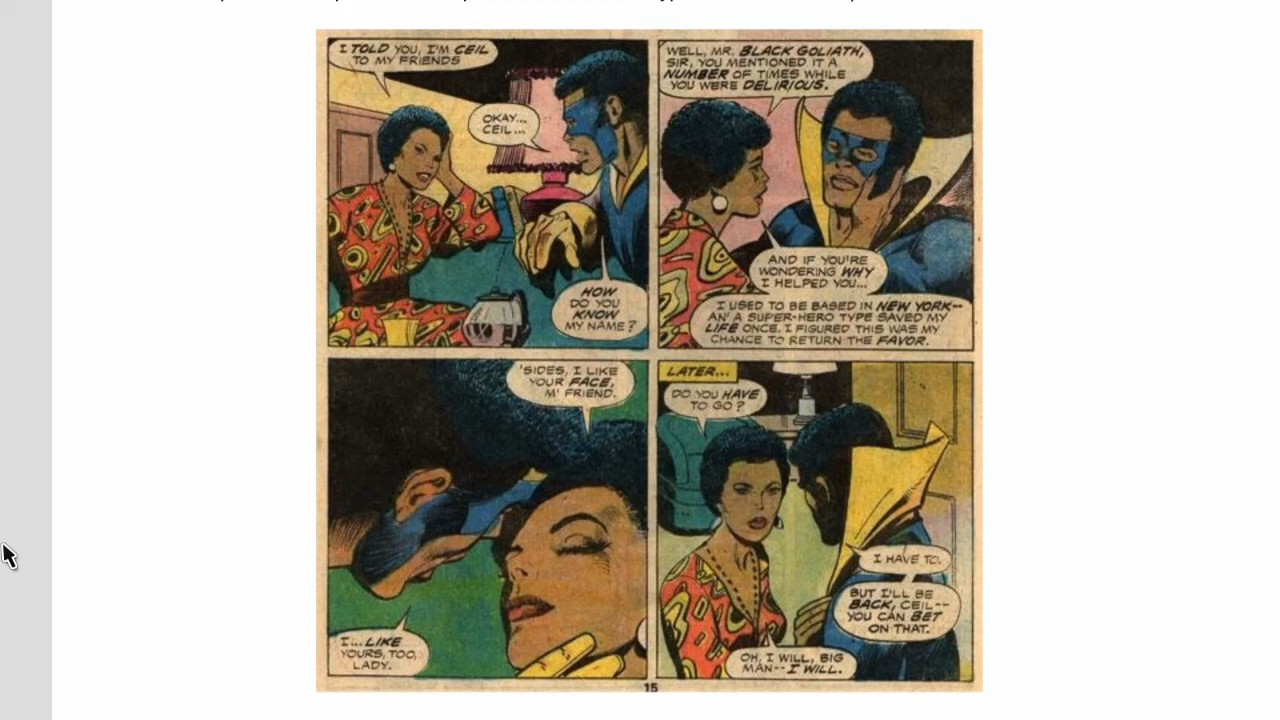 I TOLD YOU, I'M CEIL
TO MY FRIENDS
OKAY...
CEIL...
HOW
DO YOU
KNOW
MY NAME?
WELL, MR. BLACK GOLIATH,
SIR, YOU MENTIONED IT A
NUMBER OF TIMES WHILE
YOU WERE DELIRIOUS.
AND IF YOU'RE
WONDERING WHY
I HELPED YOU...
I USED TO BE BASED IN NEW YORK--
AN' A SUPER-HERO TYPE SAVED MY
LIFE ONCE. I FIGURED THIS WAS MY
CHANCE TO RETURN THE FAVOR.
'SIDES, I LIKE
YOUR FACE,
M' FRIEND.
I...LIKE
YOURS, TOO,
LADY.
LATER...
DO YOU HAVE
TO GO?
I HAVE TO.
BUT I'LL BE
BACK, CEIL--
YOU CAN BET
ON THAT.
OH, I WILL, BIG
MAN--I WILL.
15